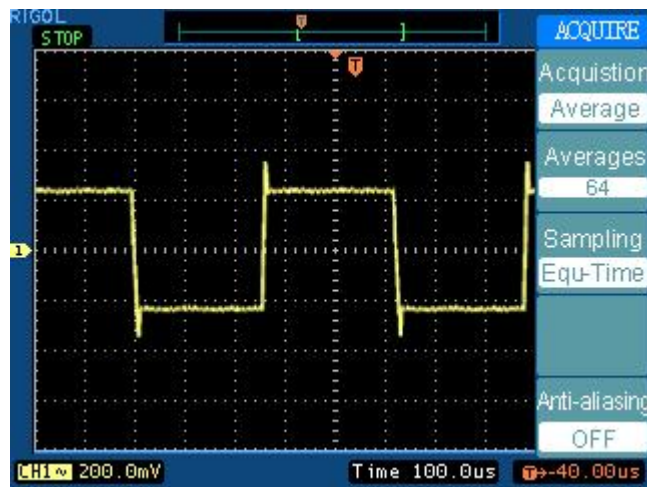 RIGOL
STOP
T
ACQUIRE
T
Acquistion
Average
Averages
64
1
Sampling
Equ-Time
Anti-aliasing
OFF
CH1~ 200.0mV
Time 100.0us
T→-40.00us